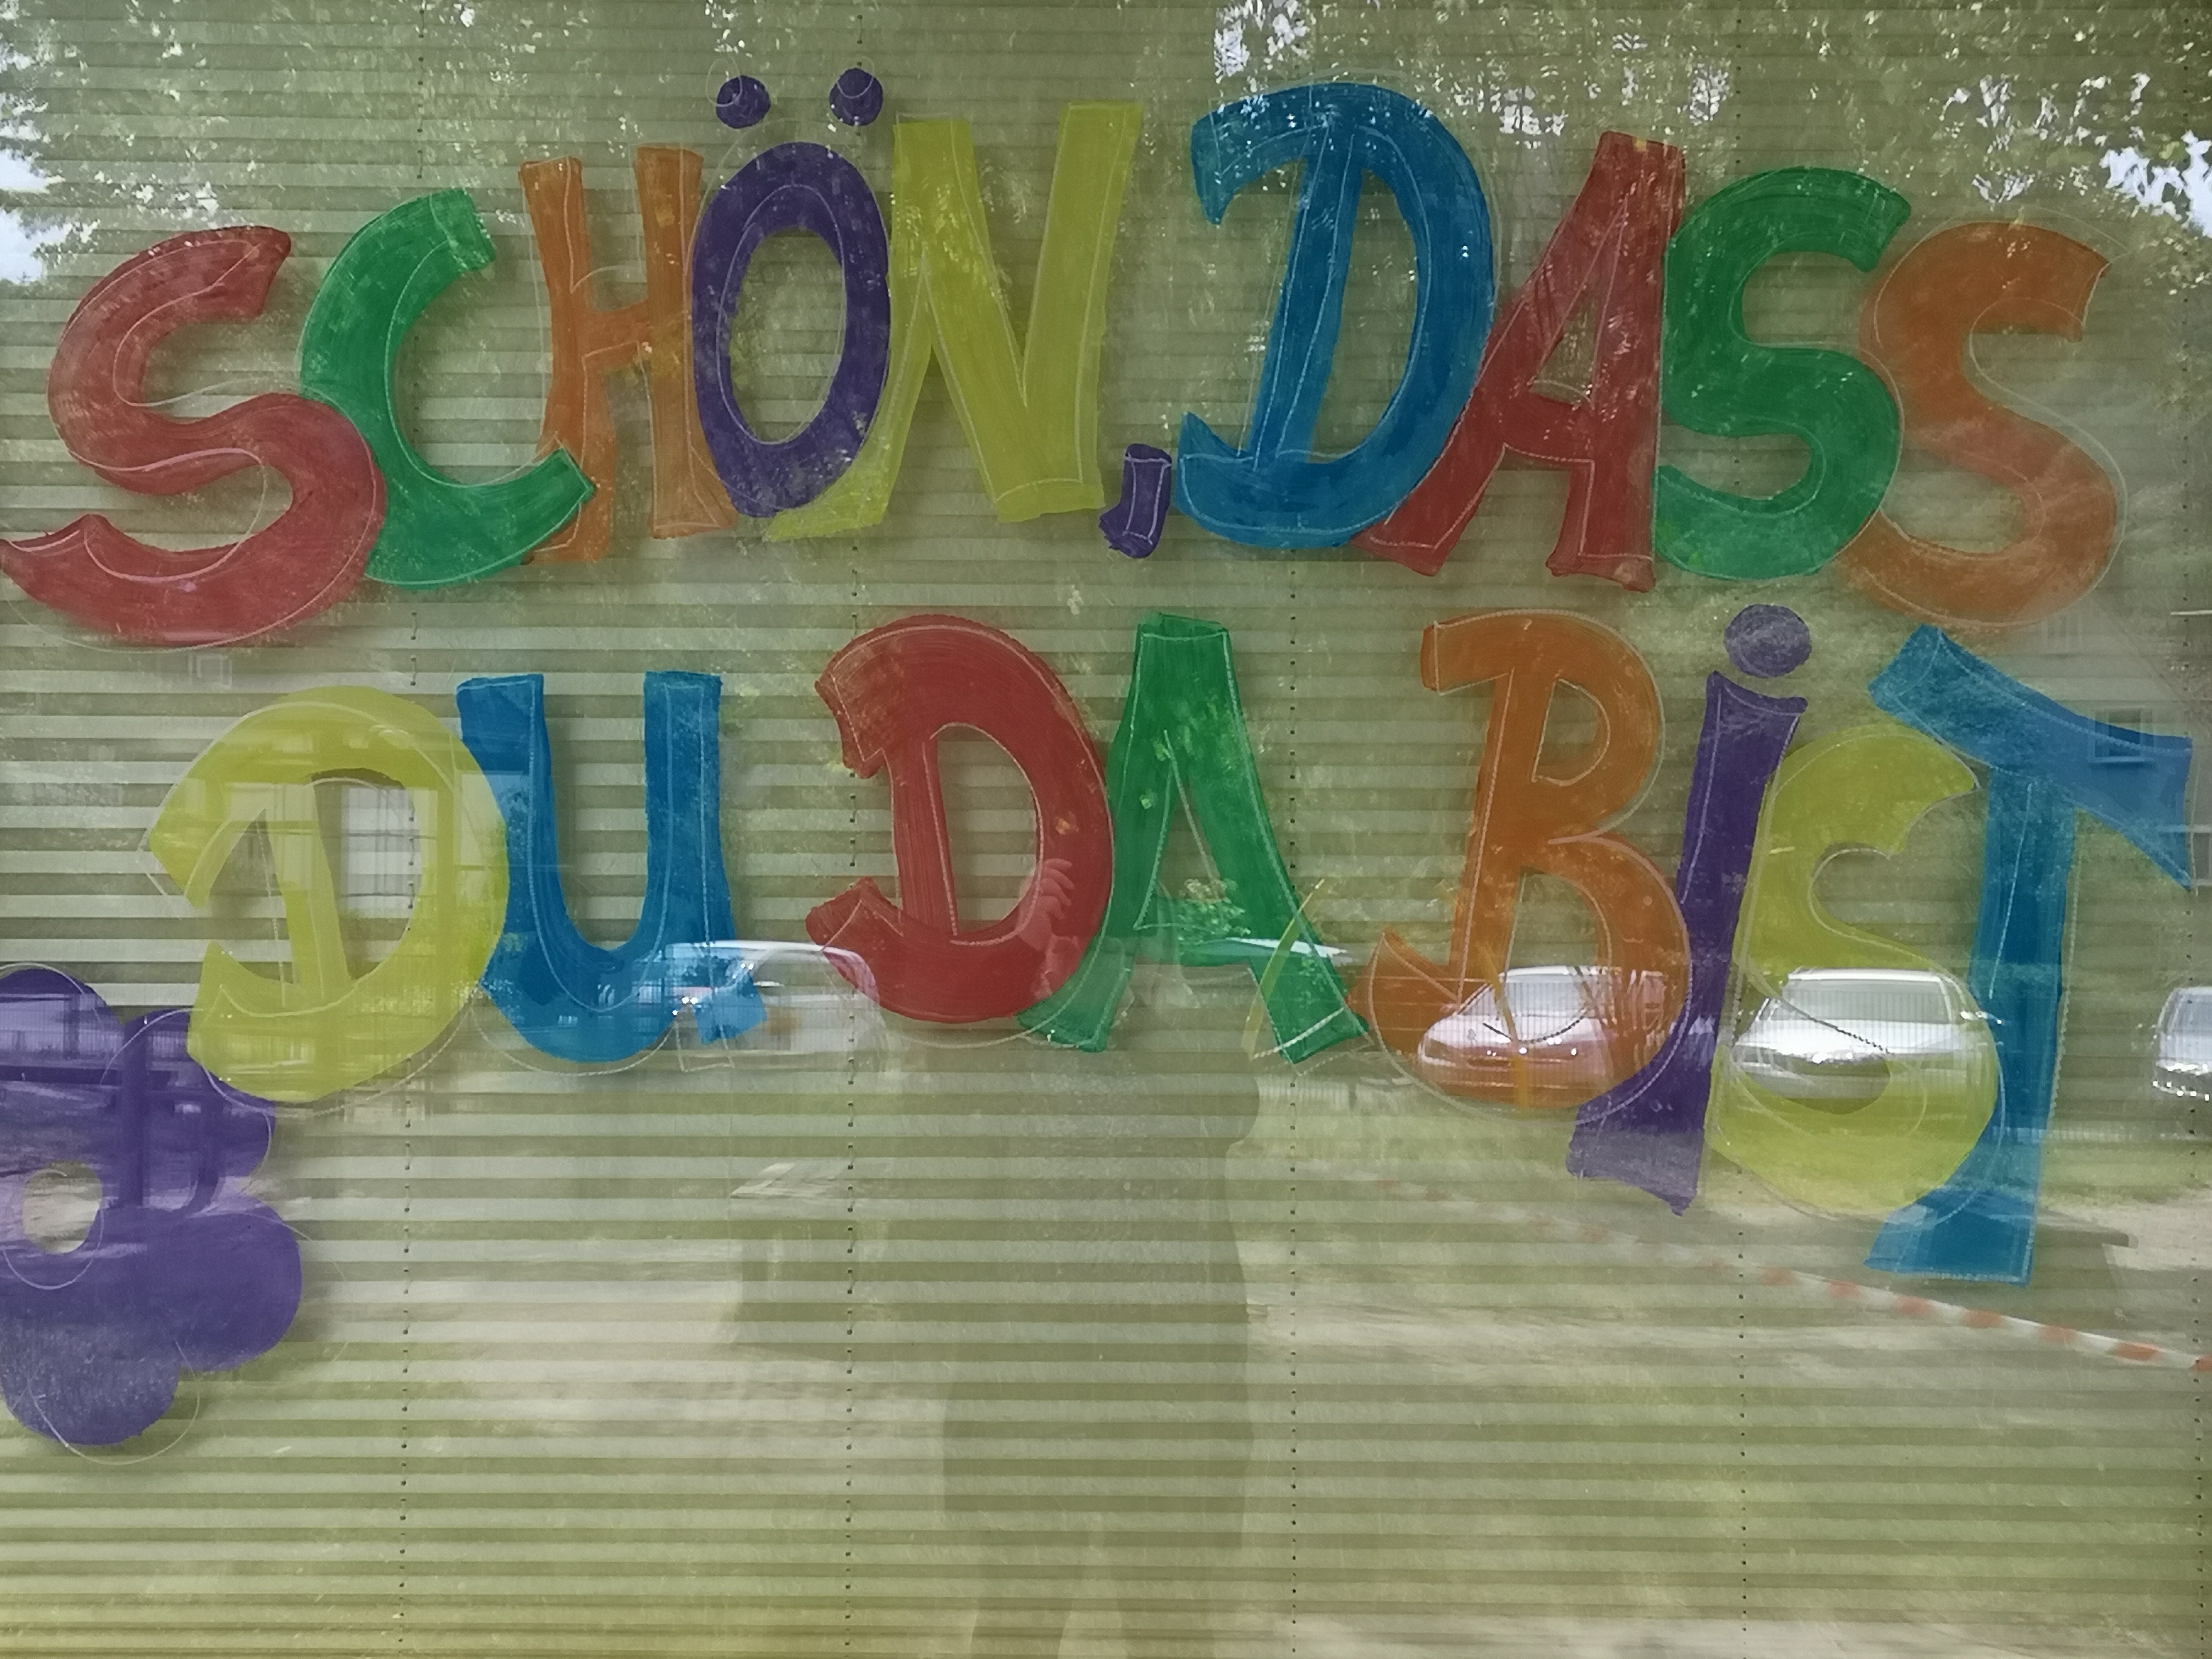 SCHÖN, DASS
DU DA BiST